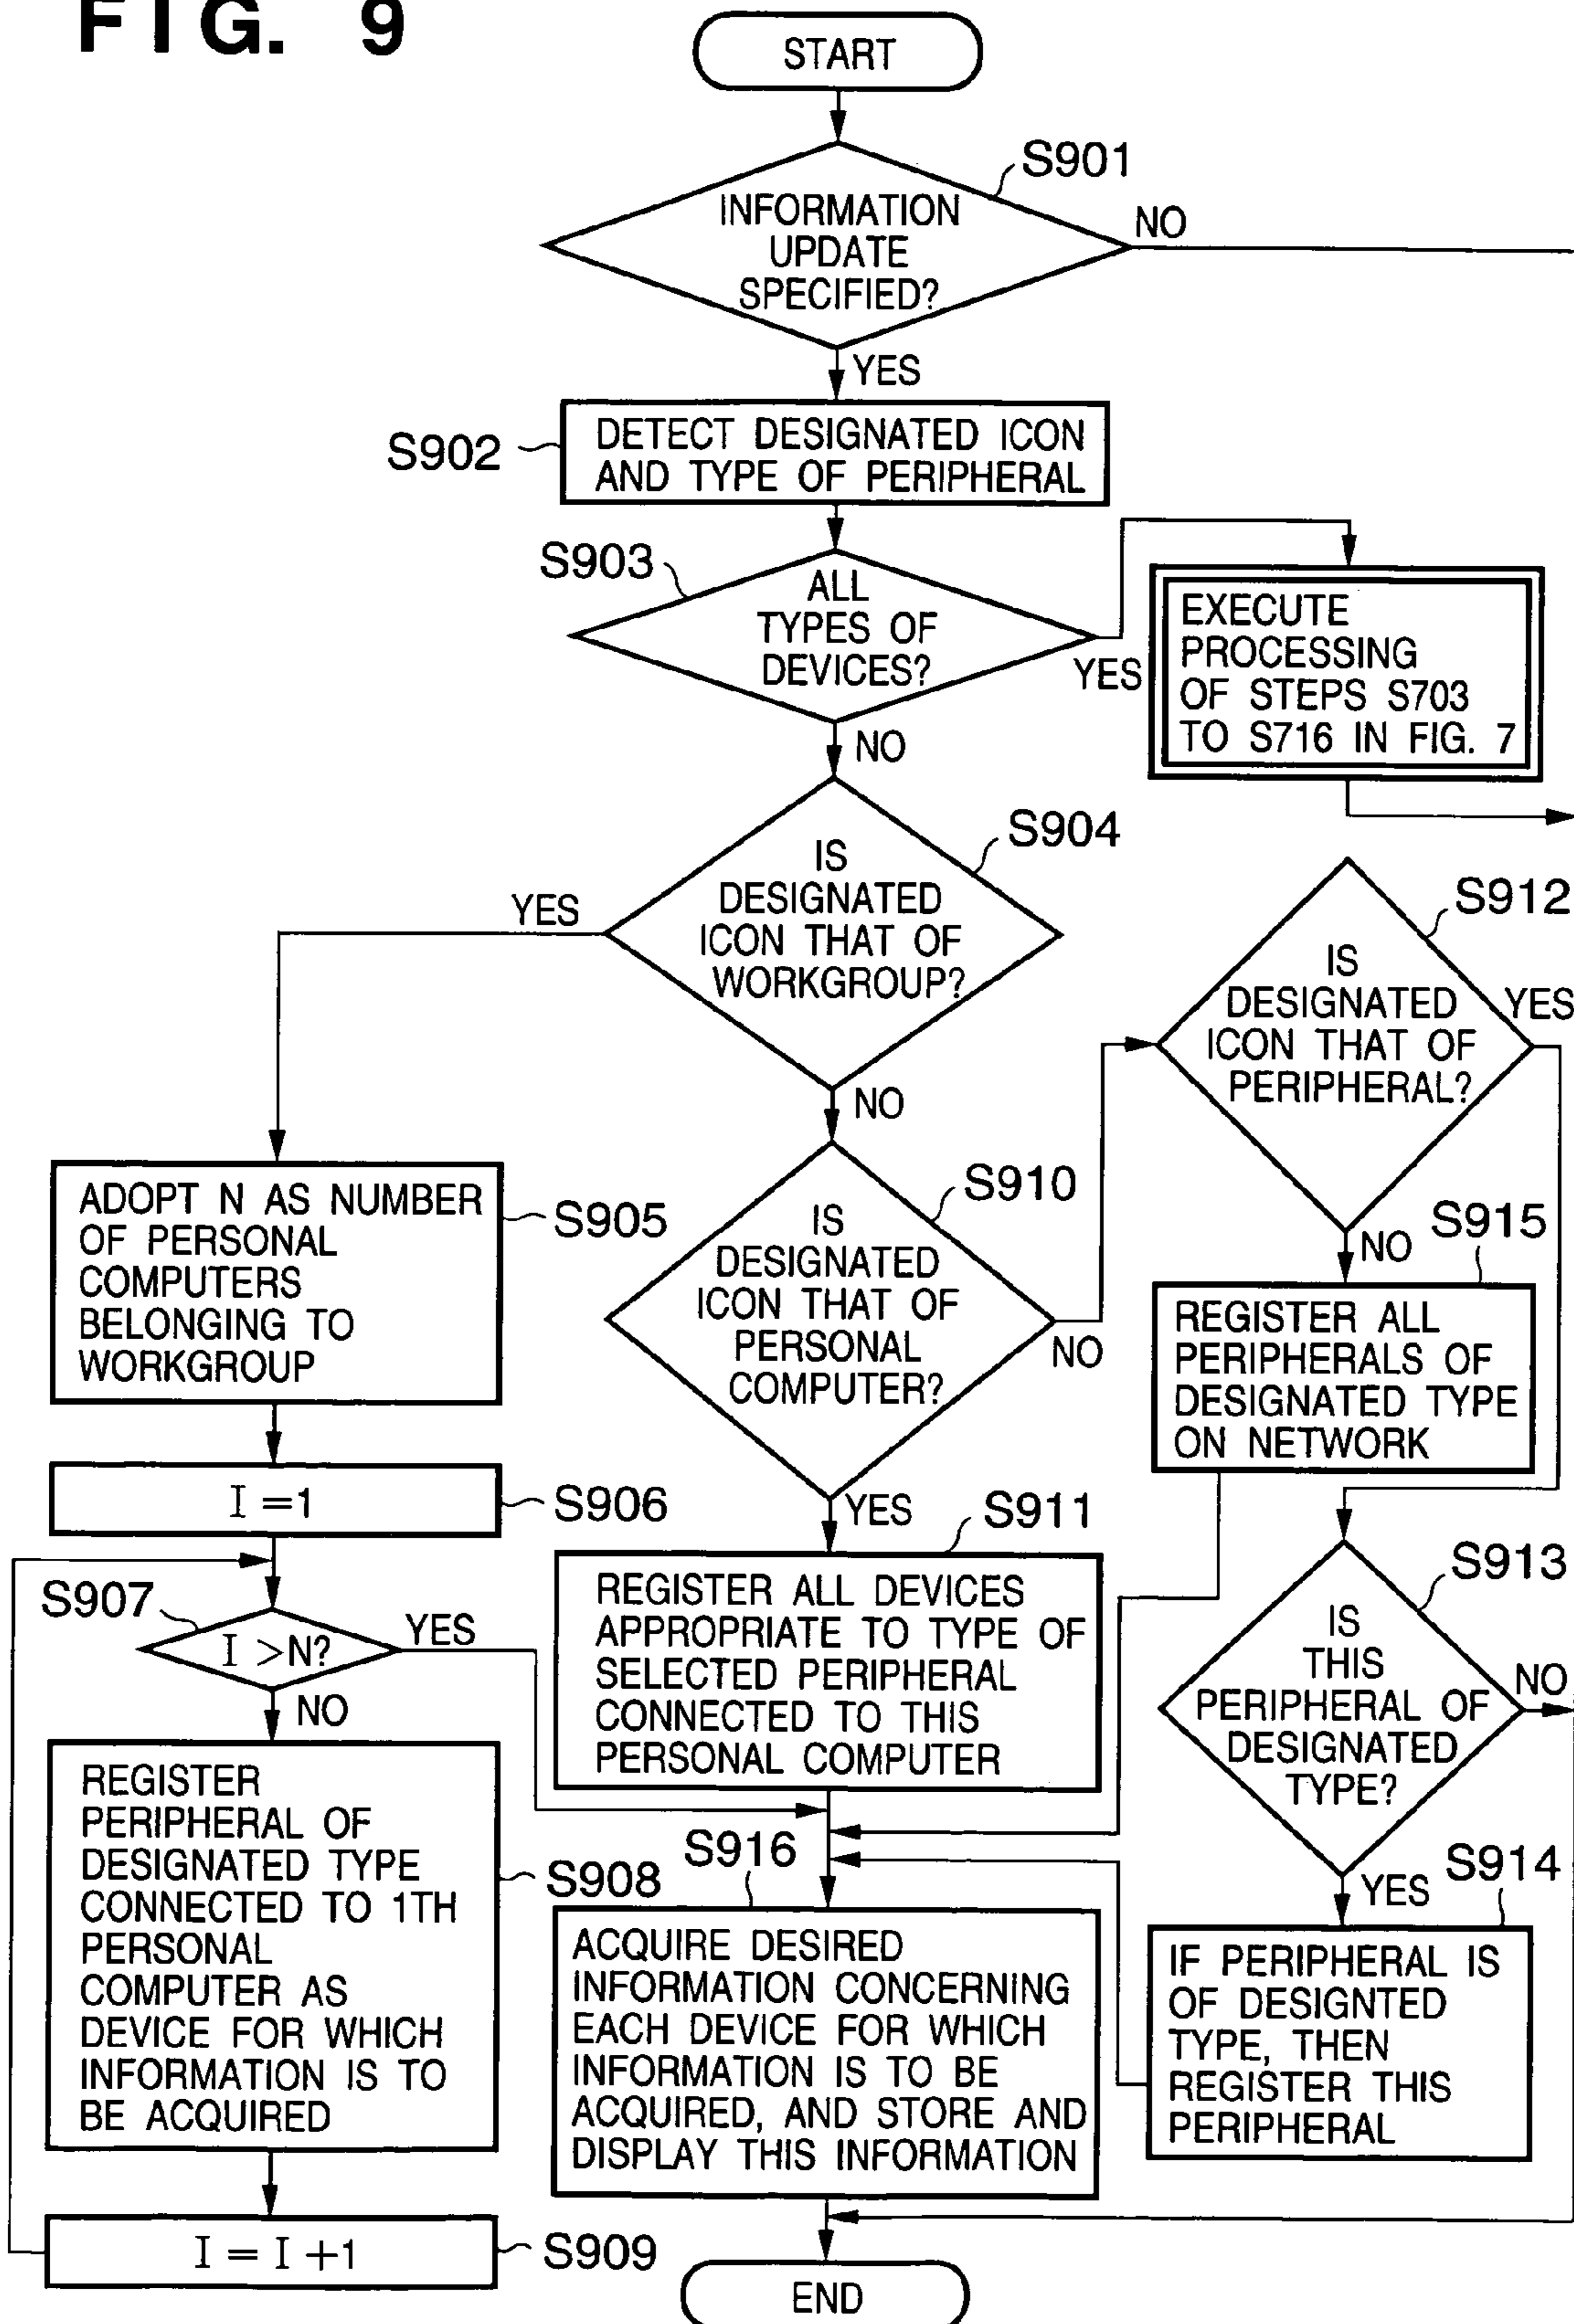 FIG. 9
START
S901
INFORMATION
UPDATE
SPECIFIED?
NO
YES
S902
DETECT DESIGNATED ICON
AND TYPE OF PERIPHERAL
S903
ALL
TYPES OF
DEVICES?
YES
EXECUTE
PROCESSING
OF STEPS S703
TO S716 IN FIG. 7
NO
S904
IS
DESIGNATED
ICON THAT OF
WORKGROUP?
YES
NO
S912
IS
DESIGNATED
ICON THAT OF
PERIPHERAL?
YES
NO
ADOPT N AS NUMBER
OF PERSONAL
COMPUTERS
BELONGING TO
WORKGROUP
S905
S910
IS
DESIGNATED
ICON THAT OF
PERSONAL
COMPUTER?
NO
YES
S915
REGISTER ALL
PERIPHERALS OF
DESIGNATED TYPE
ON NETWORK
I = 1
S906
S907
I > N?
YES
NO
S911
REGISTER ALL DEVICES
APPROPRIATE TO TYPE OF
SELECTED PERIPHERAL
CONNECTED TO THIS
PERSONAL COMPUTER
S913
IS
THIS
PERIPHERAL OF
DESIGNATED
TYPE?
NO
YES
REGISTER
PERIPHERAL OF
DESIGNATED TYPE
CONNECTED TO 1TH
PERSONAL
COMPUTER AS
DEVICE FOR WHICH
INFORMATION IS TO
BE ACQUIRED
S908
S916
ACQUIRE DESIRED
INFORMATION CONCERNING
EACH DEVICE FOR WHICH
INFORMATION IS TO BE
ACQUIRED, AND STORE AND
DISPLAY THIS INFORMATION
S914
IF PERIPHERAL IS
OF DESIGNTED
TYPE, THEN
REGISTER THIS
PERIPHERAL
I = I + 1
S909
END